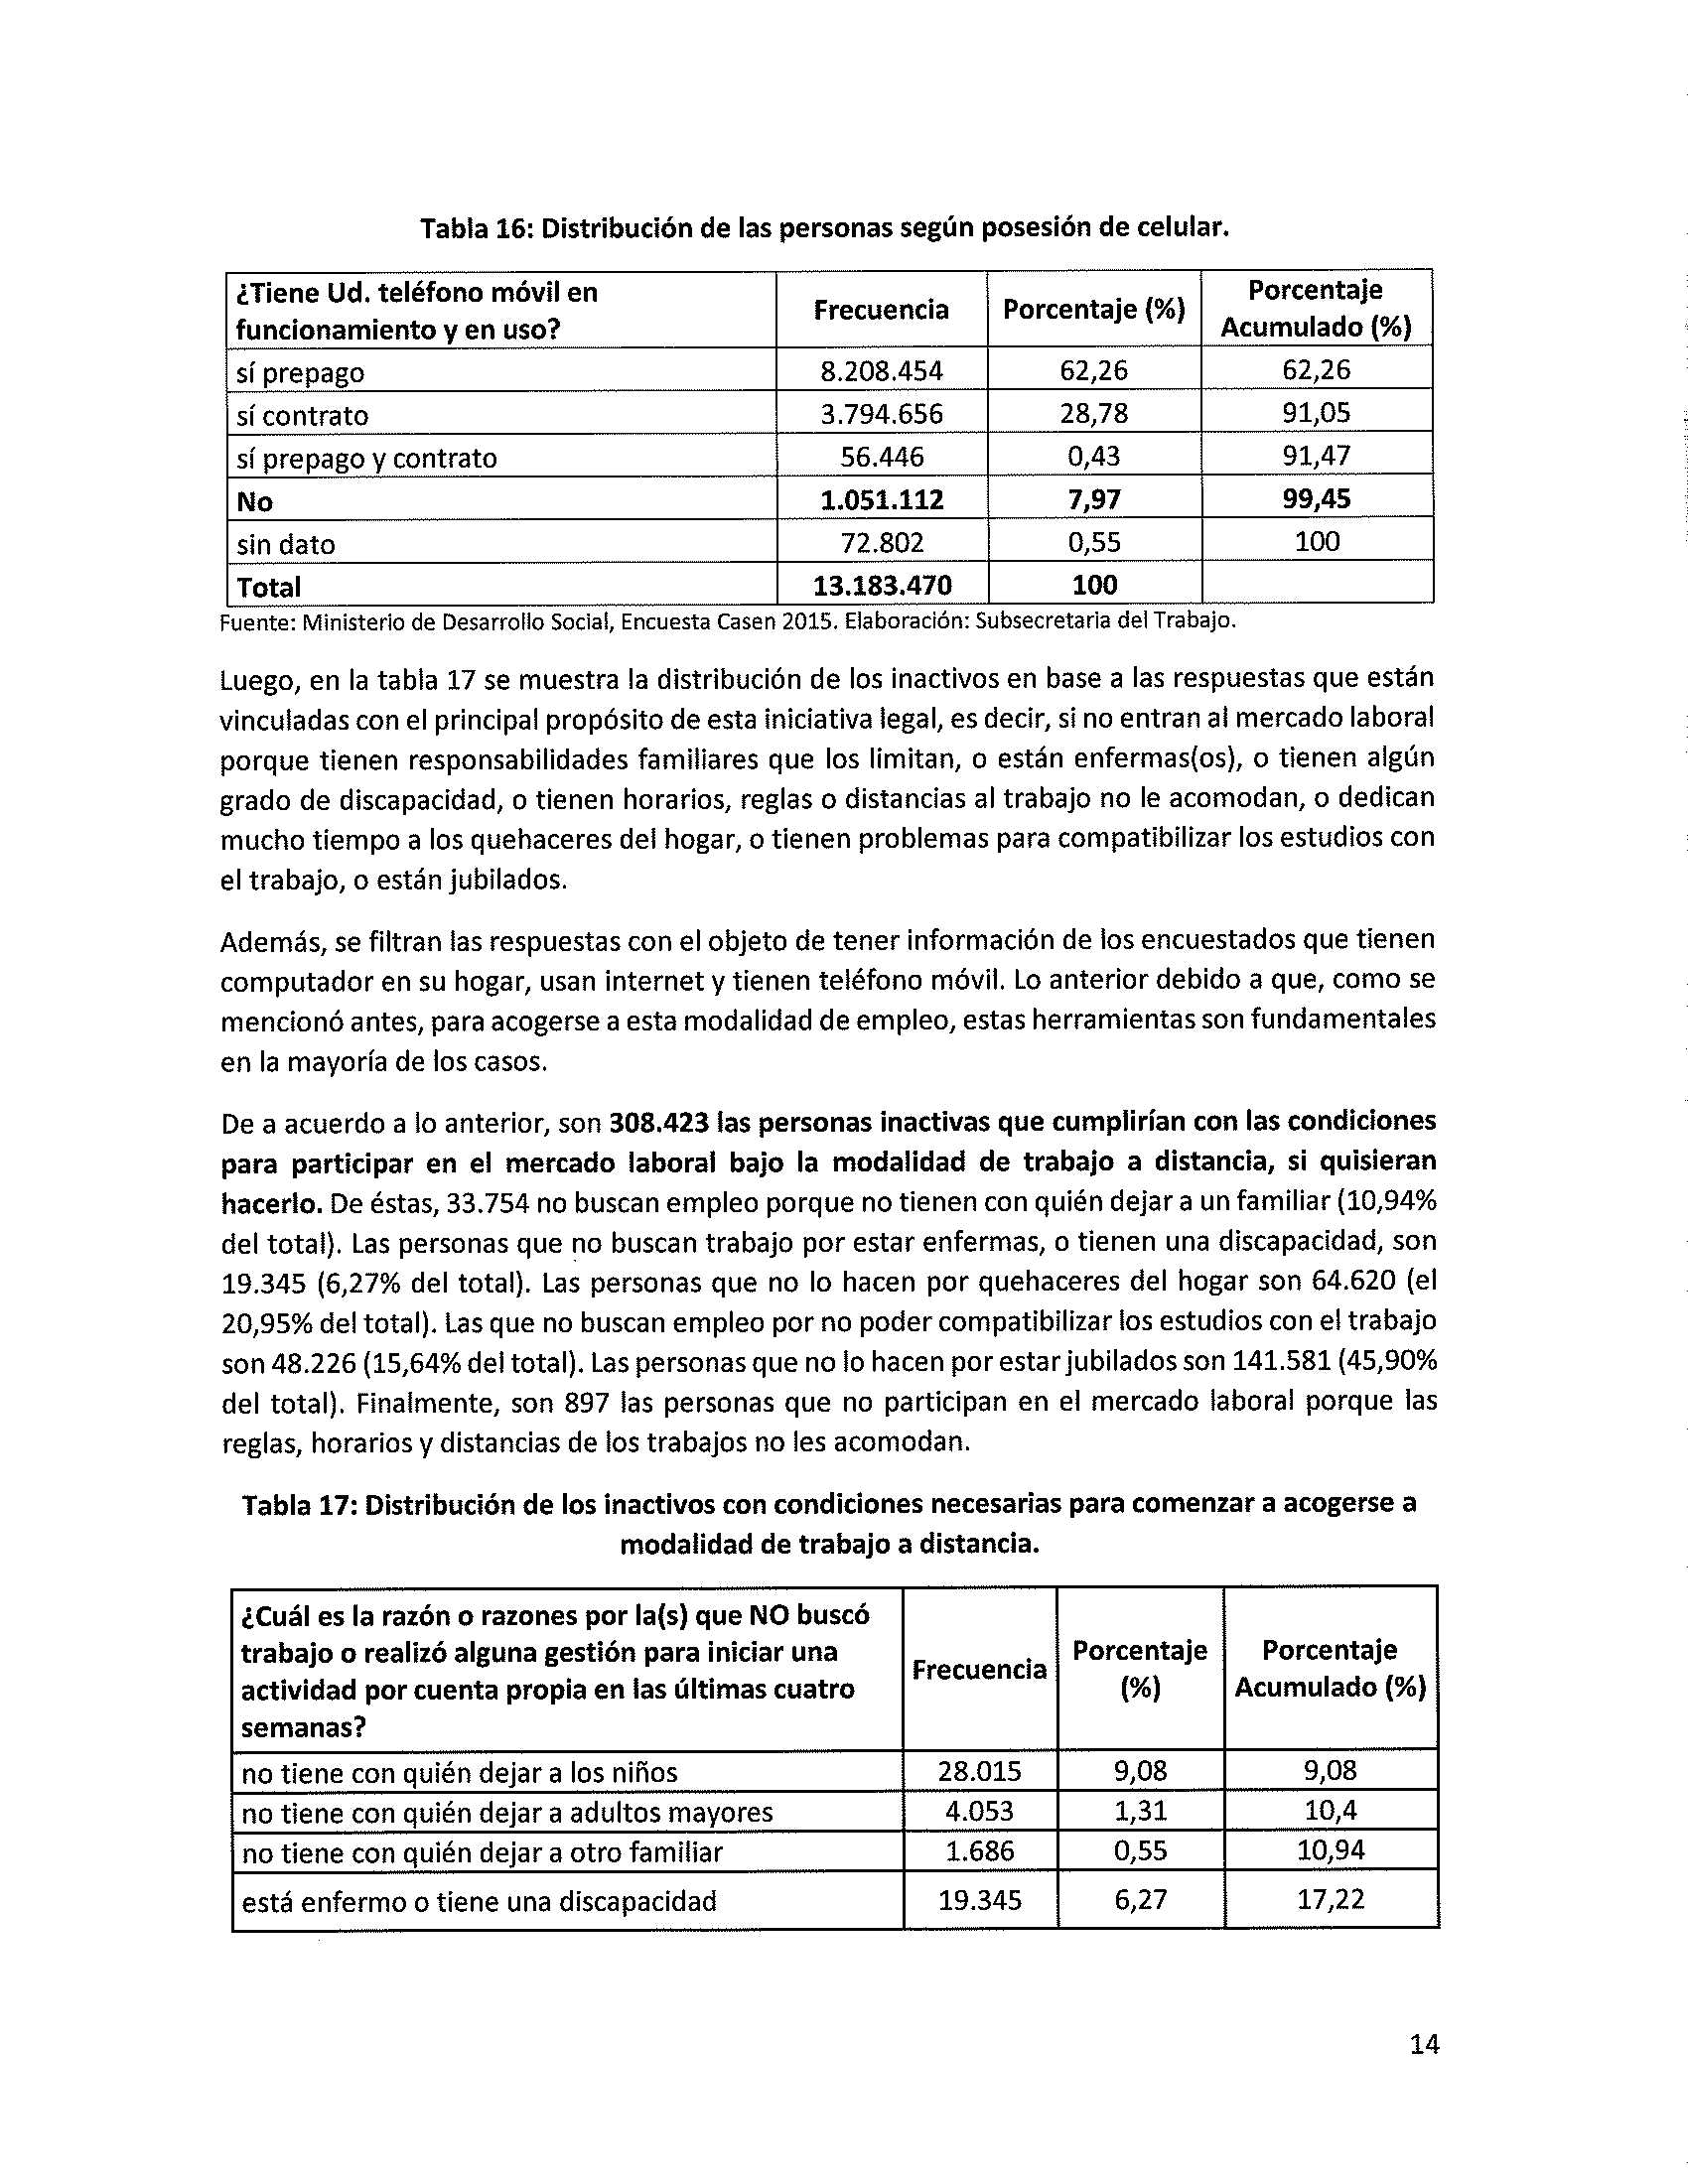 Tabla 16: Distribución de las personas según posesión de celular.
¿Tiene Ud. teléfono móvil en funcionamiento y en uso? Frecuencia Porcentaje (%) Porcentaje Acumulado (%)
sí prepago 8.208.454 62,26 62,26
sí contrato 3.794.656 28,78 91,05
sí prepago y contrato 56.446 0,43 91,47
No 1.051.112 7,97 99,45
sin dato 72.802 0,55 100
Total 13.183.470 100
Fuente: Ministerio de Desarrollo Social, Encuesta Casen 2015. Elaboración: Subsecretaria del Trabajo.
Luego, en la tabla 17 se muestra la distribución de los inactivos en base a las respuestas que están
vinculadas con el principal propósito de esta iniciativa legal, es decir, si no entran al mercado laboral
porque tienen responsabilidades familiares que los limitan, o están enfermas(os), o tienen algún
grado de discapacidad, o tienen horarios, reglas o distancias al trabajo no le acomodan, o dedican
mucho tiempo a los quehaceres del hogar, o tienen problemas para compatibilizar los estudios con
el trabajo, o están jubilados.
Además, se filtran las respuestas con el objeto de tener información de los encuestados que tienen
computador en su hogar, usan internet y tienen teléfono móvil. Lo anterior debido a que, como se
mencionó antes, para acogerse a esta modalidad de empleo, estas herramientas son fundamentales
en la mayoría de los casos.
De a acuerdo a lo anterior, son 308.423 las personas inactivas que cumplirían con las condiciones
para participar en el mercado laboral bajo la modalidad de trabajo a distancia, si quisieran
hacerlo. De éstas, 33.754 no buscan empleo porque no tienen con quién dejar a un familiar (10,94%
del total). Las personas que no buscan trabajo por estar enfermas, o tienen una discapacidad, son
19.345 (6,27% del total). Las personas que no lo hacen por quehaceres del hogar son 64.620 (el
20,95% del total). Las que no buscan empleo por no poder compatibilizar los estudios con el trabajo
son 48.226 (15,64% del total). Las personas que no lo hacen por estar jubilados son 141.581 (45,90%
del total). Finalmente, son 897 las personas que no participan en el mercado laboral porque las
reglas, horarios y distancias de los trabajos no les acomodan.
Tabla 17: Distribución de los inactivos con condiciones necesarias para comenzar a acogerse a
modalidad de trabajo a distancia.
¿Cuál es la razón o razones por la(s) que NO buscó trabajo o realizó alguna gestión para iniciar una actividad por cuenta propia en las últimas cuatro semanas? Frecuencia Porcentaje (%) Porcentaje Acumulado (%)
no tiene con quién dejar a los niños 28.015 9,08 9,08
no tiene con quién dejar a adultos mayores 4.053 1,31 10,4
no tiene con quién dejar a otro familiar 1.686 0,55 10,94
está enfermo o tiene una discapacidad 19.345 6,27 17,22
14